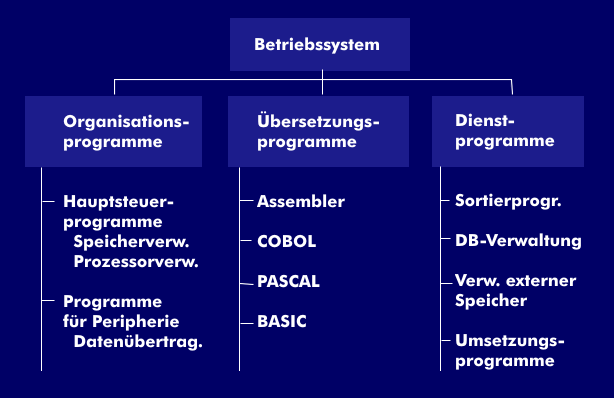 Betriebssystem
Organisations-
programme
Hauptsteuer-
programme
Speicherverw.
Prozessorverw.
Programme
für Peripherie
Datenübertrag.
Übersetzungs-
programme
Assembler
COBOL
PASCAL
BASIC
Dienst-
programme
Sortierprogr.
DB-Verwaltung
Verw. externer
Speicher
Umsetzungs-
programme